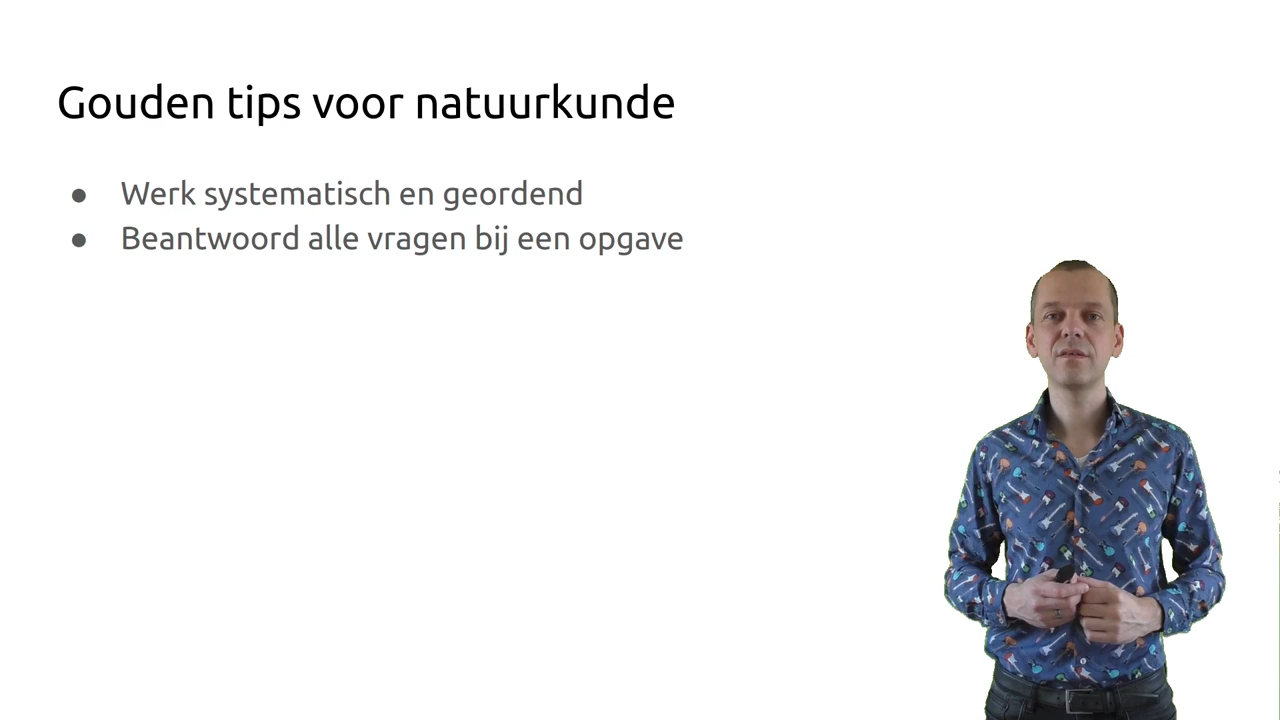 Gouden tips voor natuurkunde
● Werk systematisch en geordend
● Beantwoord alle vragen bij een opgave